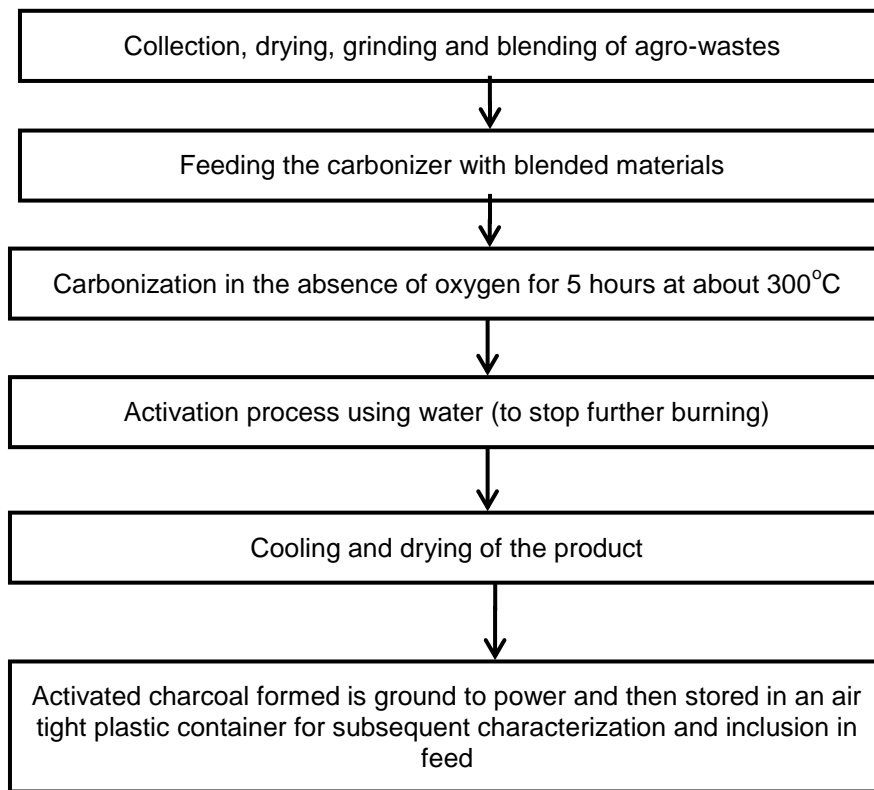 Collection, drying, grinding and blending of agro-wastes
Feeding the carbonizer with blended materials
Carbonization in the absence of oxygen for 5 hours at about 300°C
Activation process using water (to stop further burning)
Cooling and drying of the product
Activated charcoal formed is ground to power and then stored in an air
tight plastic container for subsequent characterization and inclusion in
feed